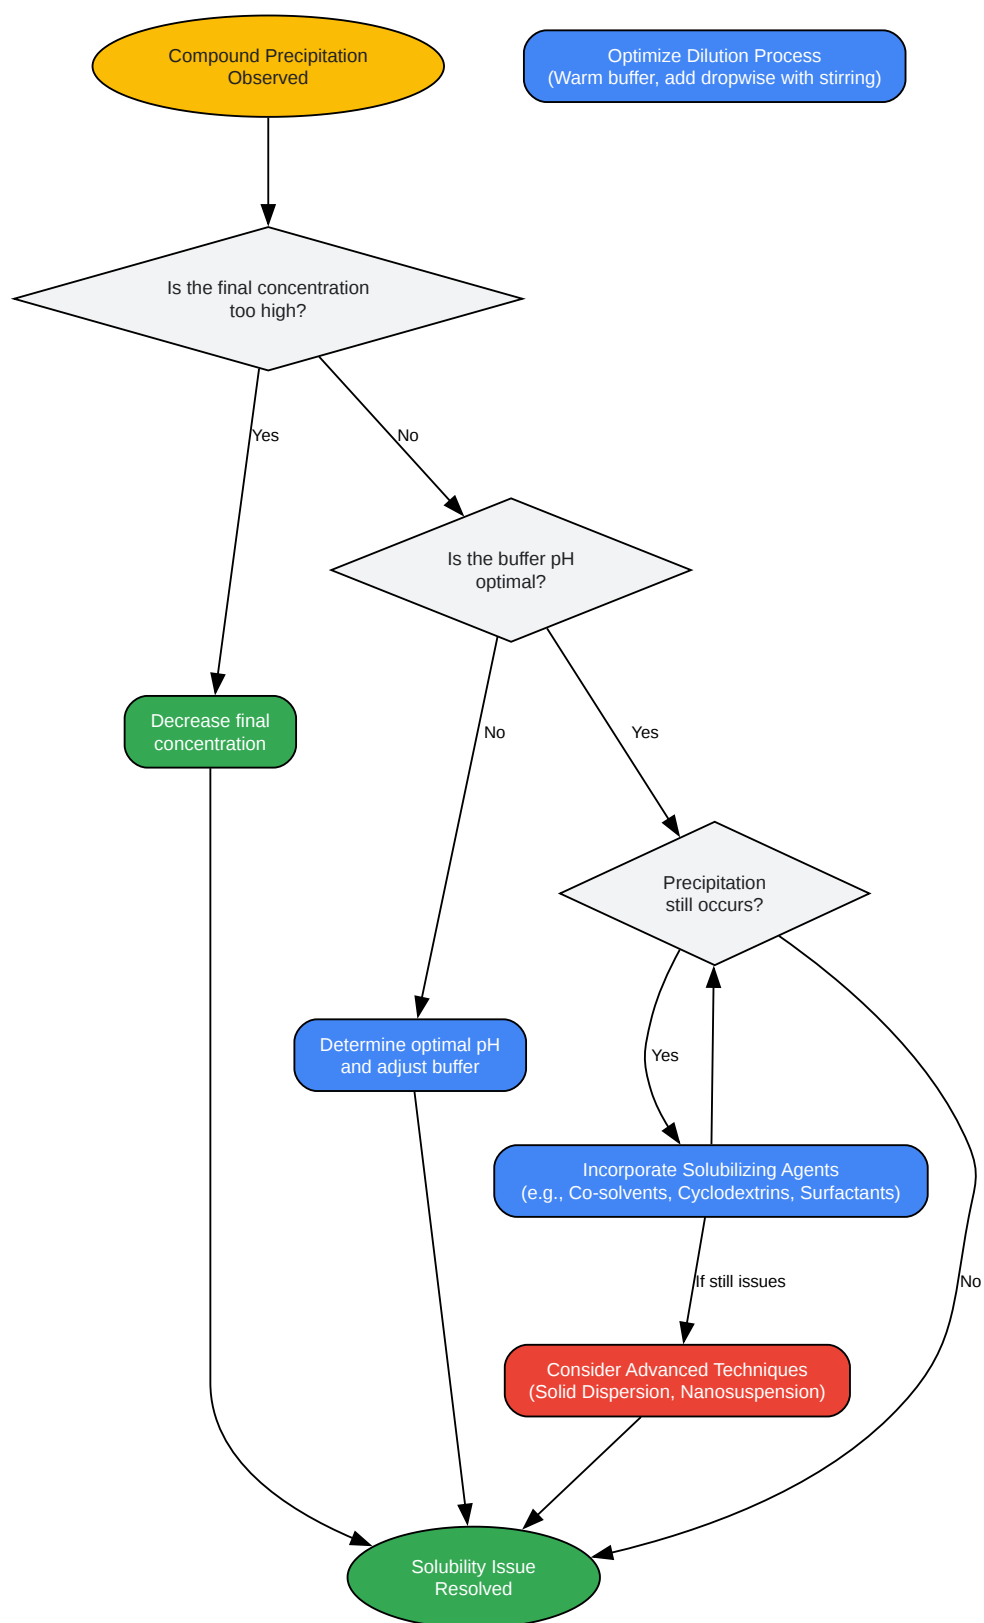 Compound Precipitation
Observed
Optimize Dilution Process
(Warm buffer, add dropwise with stirring)
Is the final concentration
too high?
Yes
No
Is the buffer pH
optimal?
Decrease final
concentration
No
Yes
Precipitation
still occurs?
Determine optimal pH
and adjust buffer
Yes
Incorporate Solubilizing Agents
(e.g., Co-solvents, Cyclodextrins, Surfactants)
If still issues
No
Consider Advanced Techniques
(Solid Dispersion, Nanosuspension)
Solubility Issue
Resolved